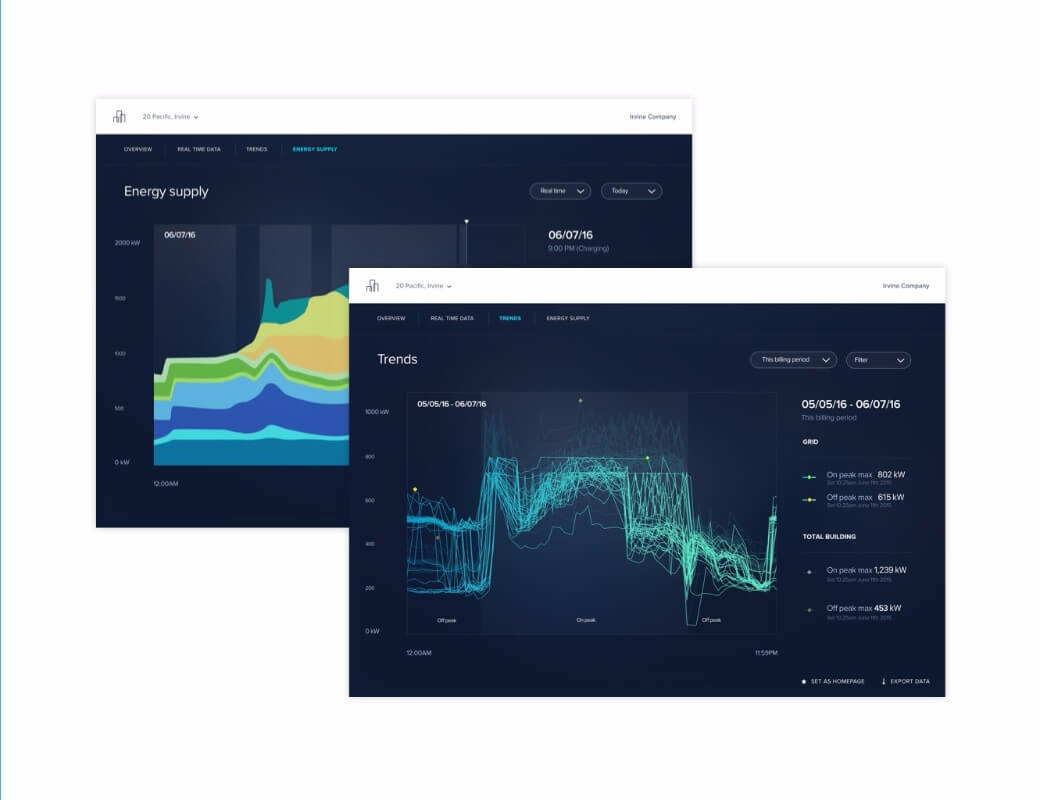 20 Pacific, Irvine
Irvine Company
OVERVIEW REAL TIME DATA TRENDS ENERGY SUPPLY
Energy supply
Real time Today
06/07/16
2000 kW
1500
1000
500
0 kW
12:00AM
06/07/16
9:00 PM (Charging)
20 Pacific, Irvine
Irvine Company
OVERVIEW REAL TIME DATA TRENDS ENERGY SUPPLY
Trends
This billing period Filter
05/05/16 - 06/07/16
1000 kW
800
600
400
200
0 kW
Off peak On peak Off peak
12:00AM 11:59PM
05/05/16 - 06/07/16
This billing period
GRID
On peak max 802 kW
Set 10:25am June 11th 2015
Off peak max 615 kW
Set 10:25am June 11th 2015
TOTAL BUILDING
On peak max 1,239 kW
Set 10:25am June 11th 2015
Off peak max 453 kW
Set 10:25am June 11th 2015
SET AS HOMEPAGE EXPORT DATA